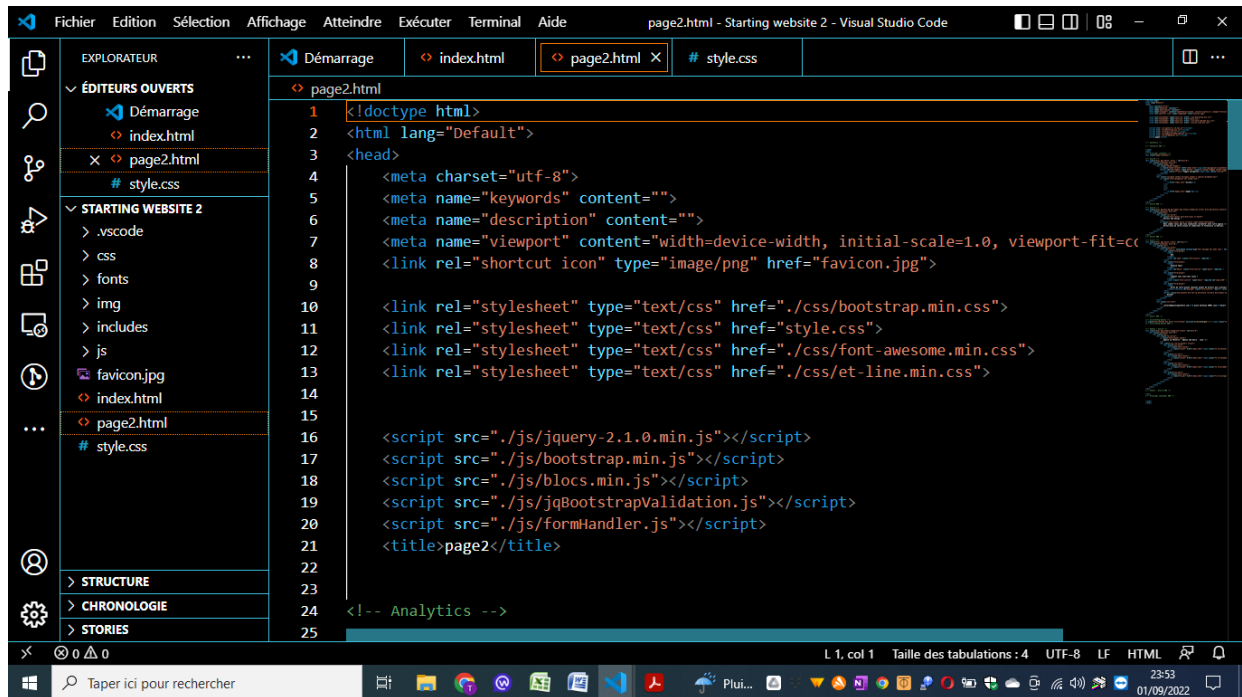 Fichier Edition Sélection Affichage Atteindre Exécuter Terminal Aide page2.html - Starting website 2 - Visual Studio Code
EXPLORATEUR
Démarrage index.html page2.html style.css
ÉDITEURS OUVERTS
Démarrage
index.html
page2.html
style.css
STARTING WEBSITE 2
.vscode
css
fonts
img
includes
js
favicon.jpg
index.html
page2.html
style.css
STRUCTURE
CHRONOLOGIE
STORIES
page2.html
1 <!doctype html>
2 <html lang="Default">
3 <head>
4 <meta charset="utf-8">
5 <meta name="keywords" content="">
6 <meta name="description" content="">
7 <meta name="viewport" content="width=device-width, initial-scale=1.0, viewport-fit=co
8 <link rel="shortcut icon" type="image/png" href="favicon.jpg">
9
10 <link rel="stylesheet" type="text/css" href="./css/bootstrap.min.css">
11 <link rel="stylesheet" type="text/css" href="style.css">
12 <link rel="stylesheet" type="text/css" href="./css/font-awesome.min.css">
13 <link rel="stylesheet" type="text/css" href="./css/et-line.min.css">
14
15
16 <script src="./js/jquery-2.1.0.min.js"></script>
17 <script src="./js/bootstrap.min.js"></script>
18 <script src="./js/blocs.min.js"></script>
19 <script src="./js/jqBootstrapValidation.js"></script>
20 <script src="./js/formHandler.js"></script>
21 <title>page2</title>
22
23
24 <!-- Analytics -->
25
0 0 L 1, col 1 Taille des tabulations : 4 UTF-8 LF HTML
Taper ici pour rechercher Plui... 23:53
01/09/2022